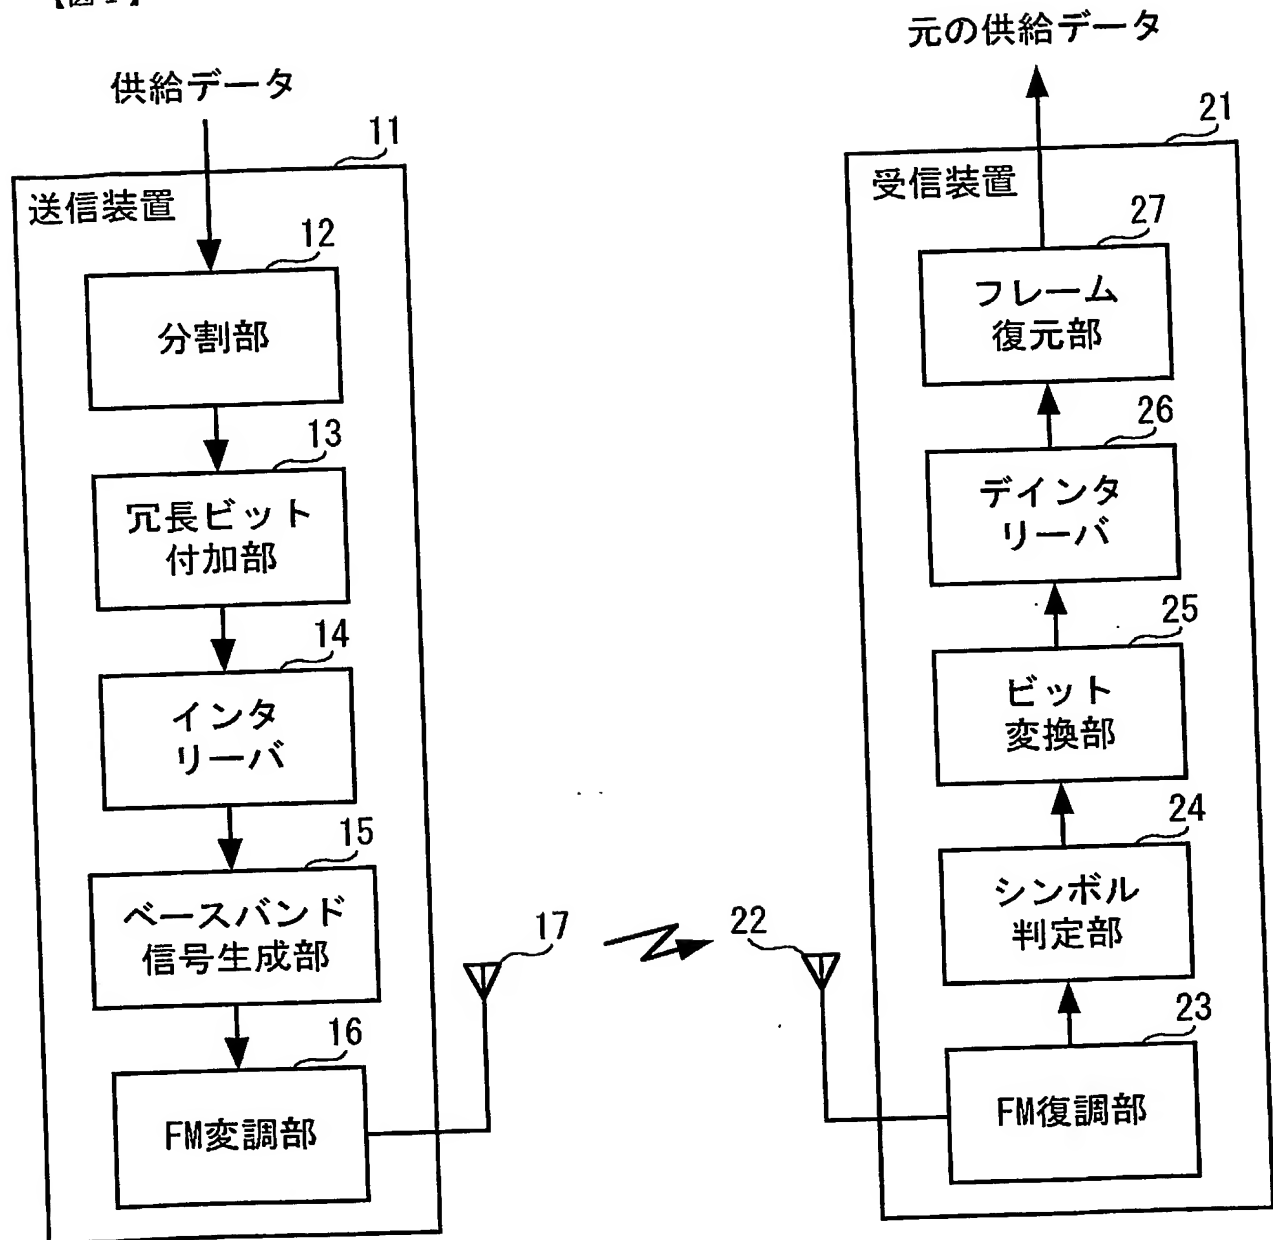 【図1】
供給データ
11
送信装置
12
分割部
13
冗長ビット
付加部
14
インタ
リーバ
15
ベースバンド
信号生成部
16
FM変調部
17
元の供給データ
21
受信装置
27
フレーム
復元部
26
デインタ
リーバ
25
ビット
変換部
24
シンボル
判定部
23
FM復調部
22